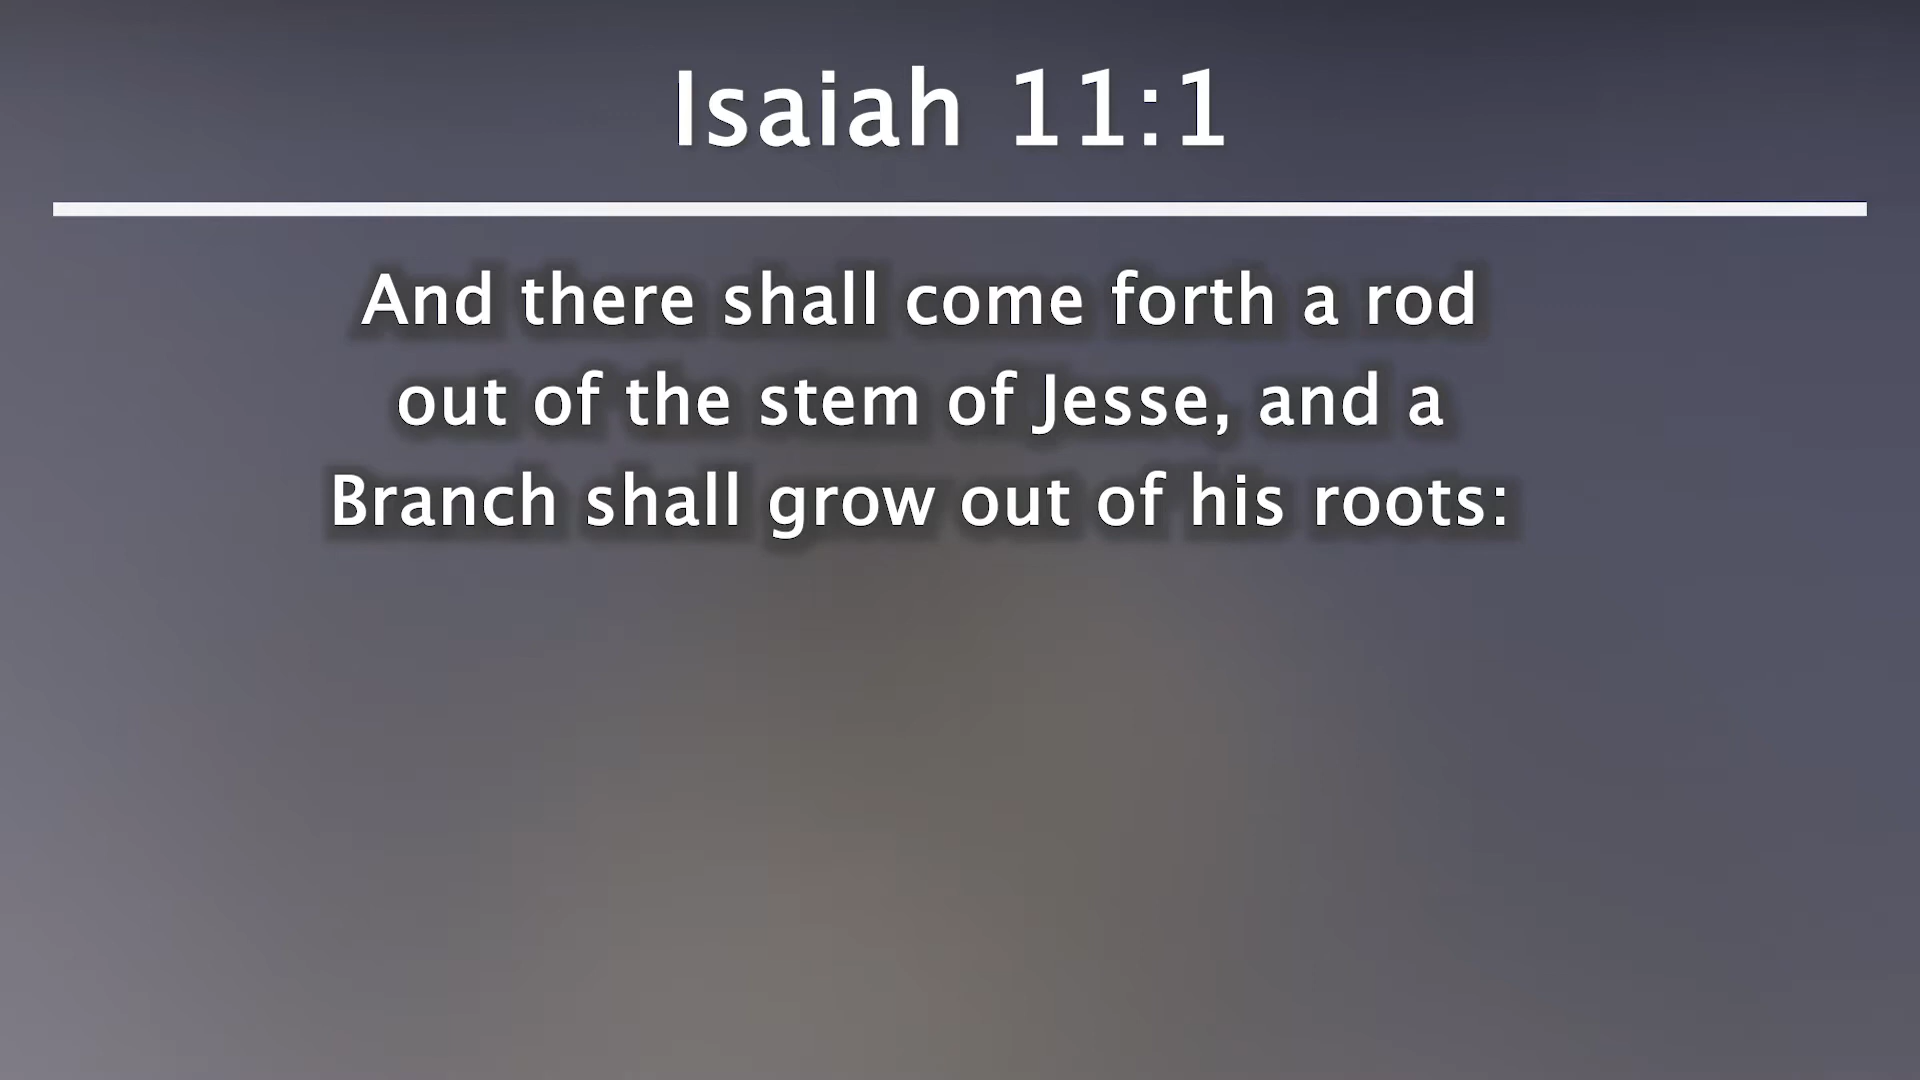 Isaiah 11:1
And there shall come forth a rod
out of the stem of Jesse, and a
Branch shall grow out of his roots: